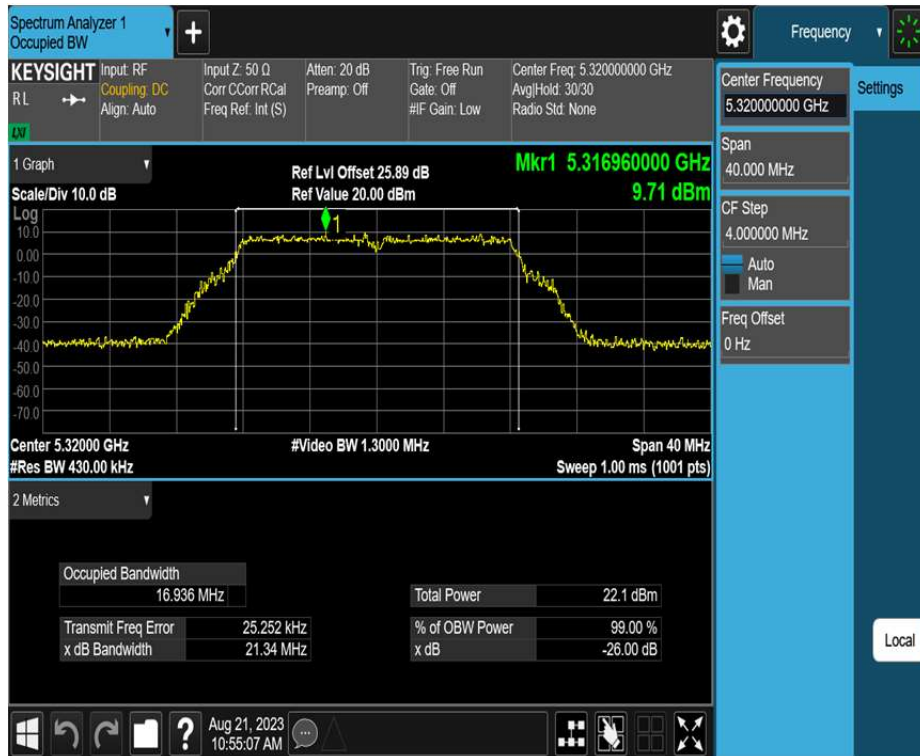 Spectrum Analyzer 1
Occupied BW
+
Frequency
KEYSIGHT
R L
LXI
Input: RF
Coupling: DC
Align: Auto
Input Z: 50 Ω
Corr CCorr RCal
Freq Ref: Int (S)
Atten: 20 dB
Preamp: Off
Trig: Free Run
Gate: Off
#IF Gain: Low
Center Freq: 5.320000000 GHz
Avg|Hold: 30/30
Radio Std: None
Center Frequency
5.32000000 GHz
Settings
Span
40.000 MHz
CF Step
4.000000 MHz
Auto
Man
Freq Offset
0 Hz
Local
1 Graph
Scale/Div 10.0 dB
Ref Lvl Offset 25.89 dB
Ref Value 20.00 dBm
Mkr1 5.316960000 GHz
9.71 dBm
Log
10.0
0.00
-10.0
-20.0
-30.0
-40.0
-50.0
-60.0
-70.0
1
Center 5.32000 GHz
#Res BW 430.00 kHz
#Video BW 1.3000 MHz
Span 40 MHz
Sweep 1.00 ms (1001 pts)
2 Metrics
Occupied Bandwidth
16.936 MHz
Total Power 22.1 dBm
Transmit Freq Error 25.252 kHz
% of OBW Power 99.00 %
x dB Bandwidth 21.34 MHz
x dB -26.00 dB
?
Aug 21, 2023
10:55:07 AM